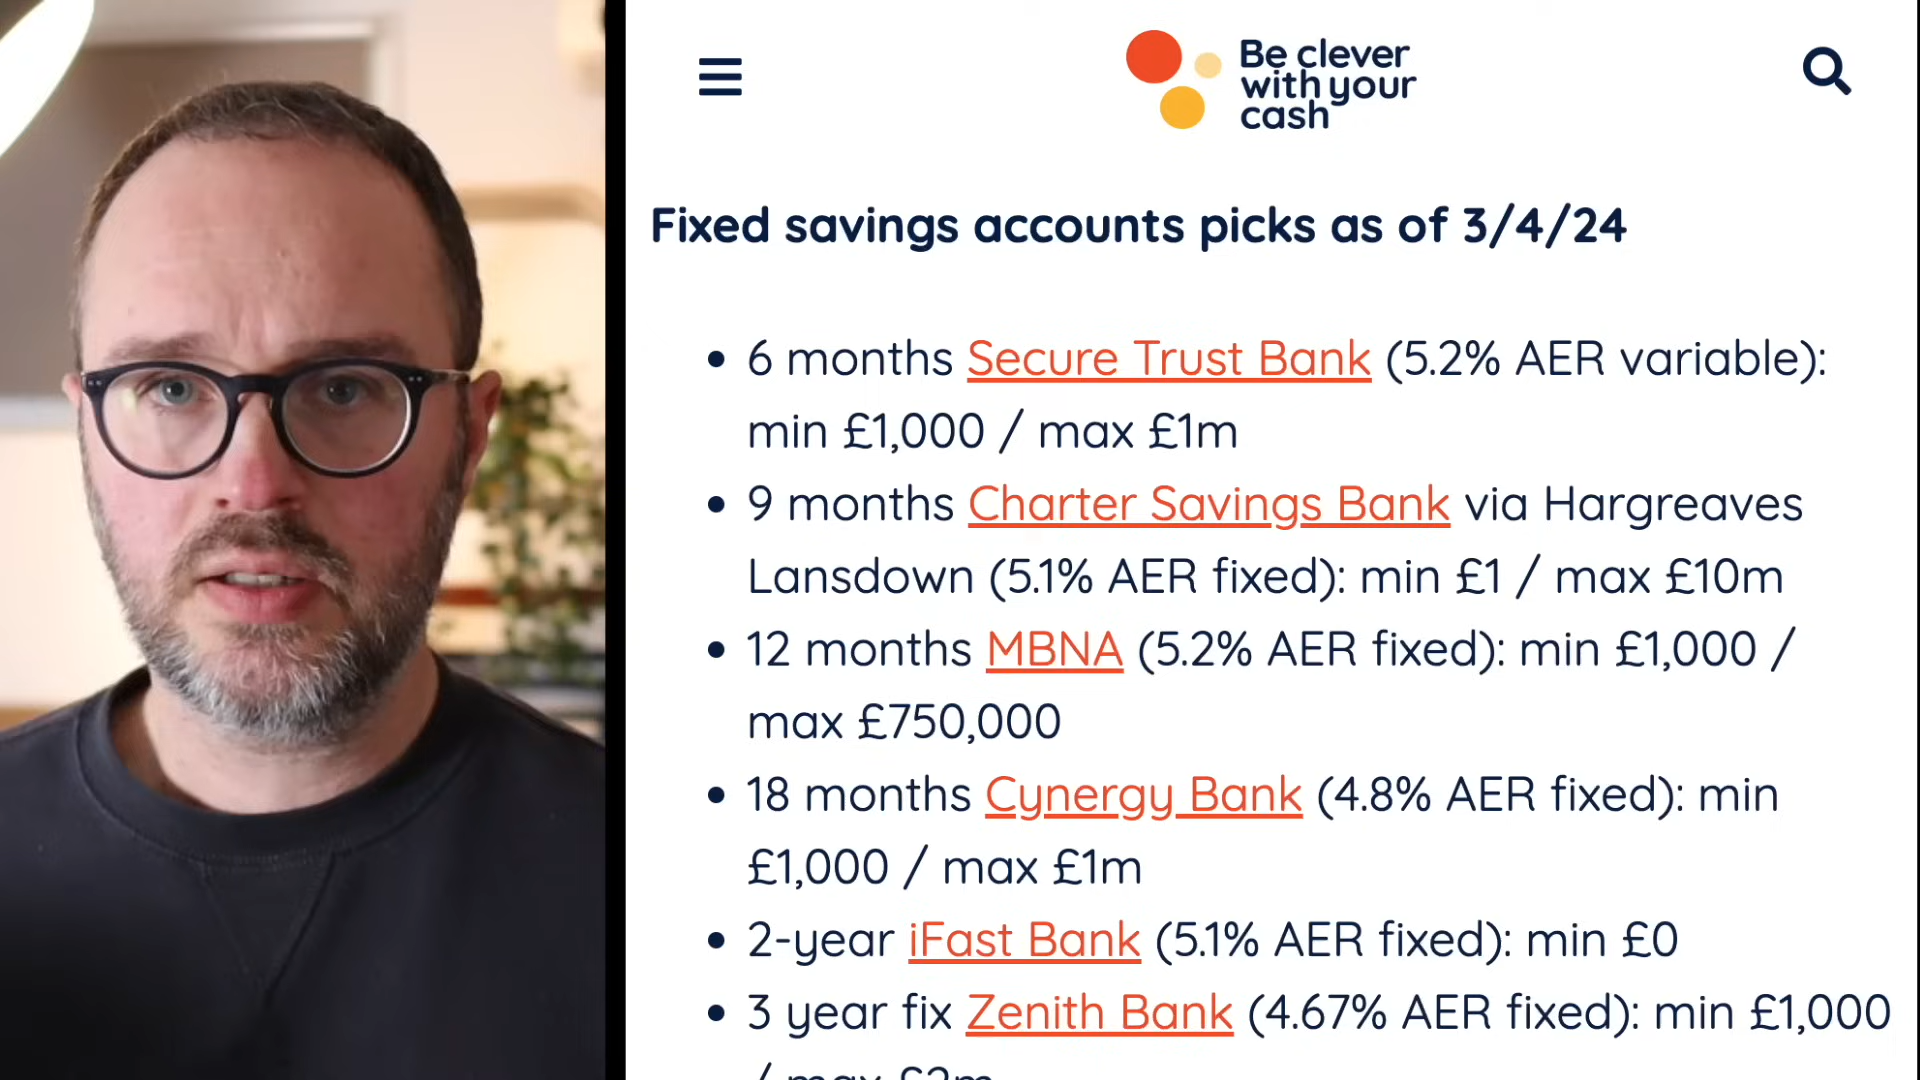 Be clever
with your
cash
Fixed savings accounts picks as of 3/4/24
• 6 months Secure Trust Bank (5.2% AER variable):
min £1,000 / max £1m
• 9 months Charter Savings Bank via Hargreaves
Lansdown (5.1% AER fixed): min £1 / max £10m
• 12 months MBNA (5.2% AER fixed): min £1,000 /
max £750,000
• 18 months Cynergy Bank (4.8% AER fixed): min
£1,000 / max £1m
• 2-year iFast Bank (5.1% AER fixed): min £0
• 3 year fix Zenith Bank (4.67% AER fixed): min £1,000
/ max £2m